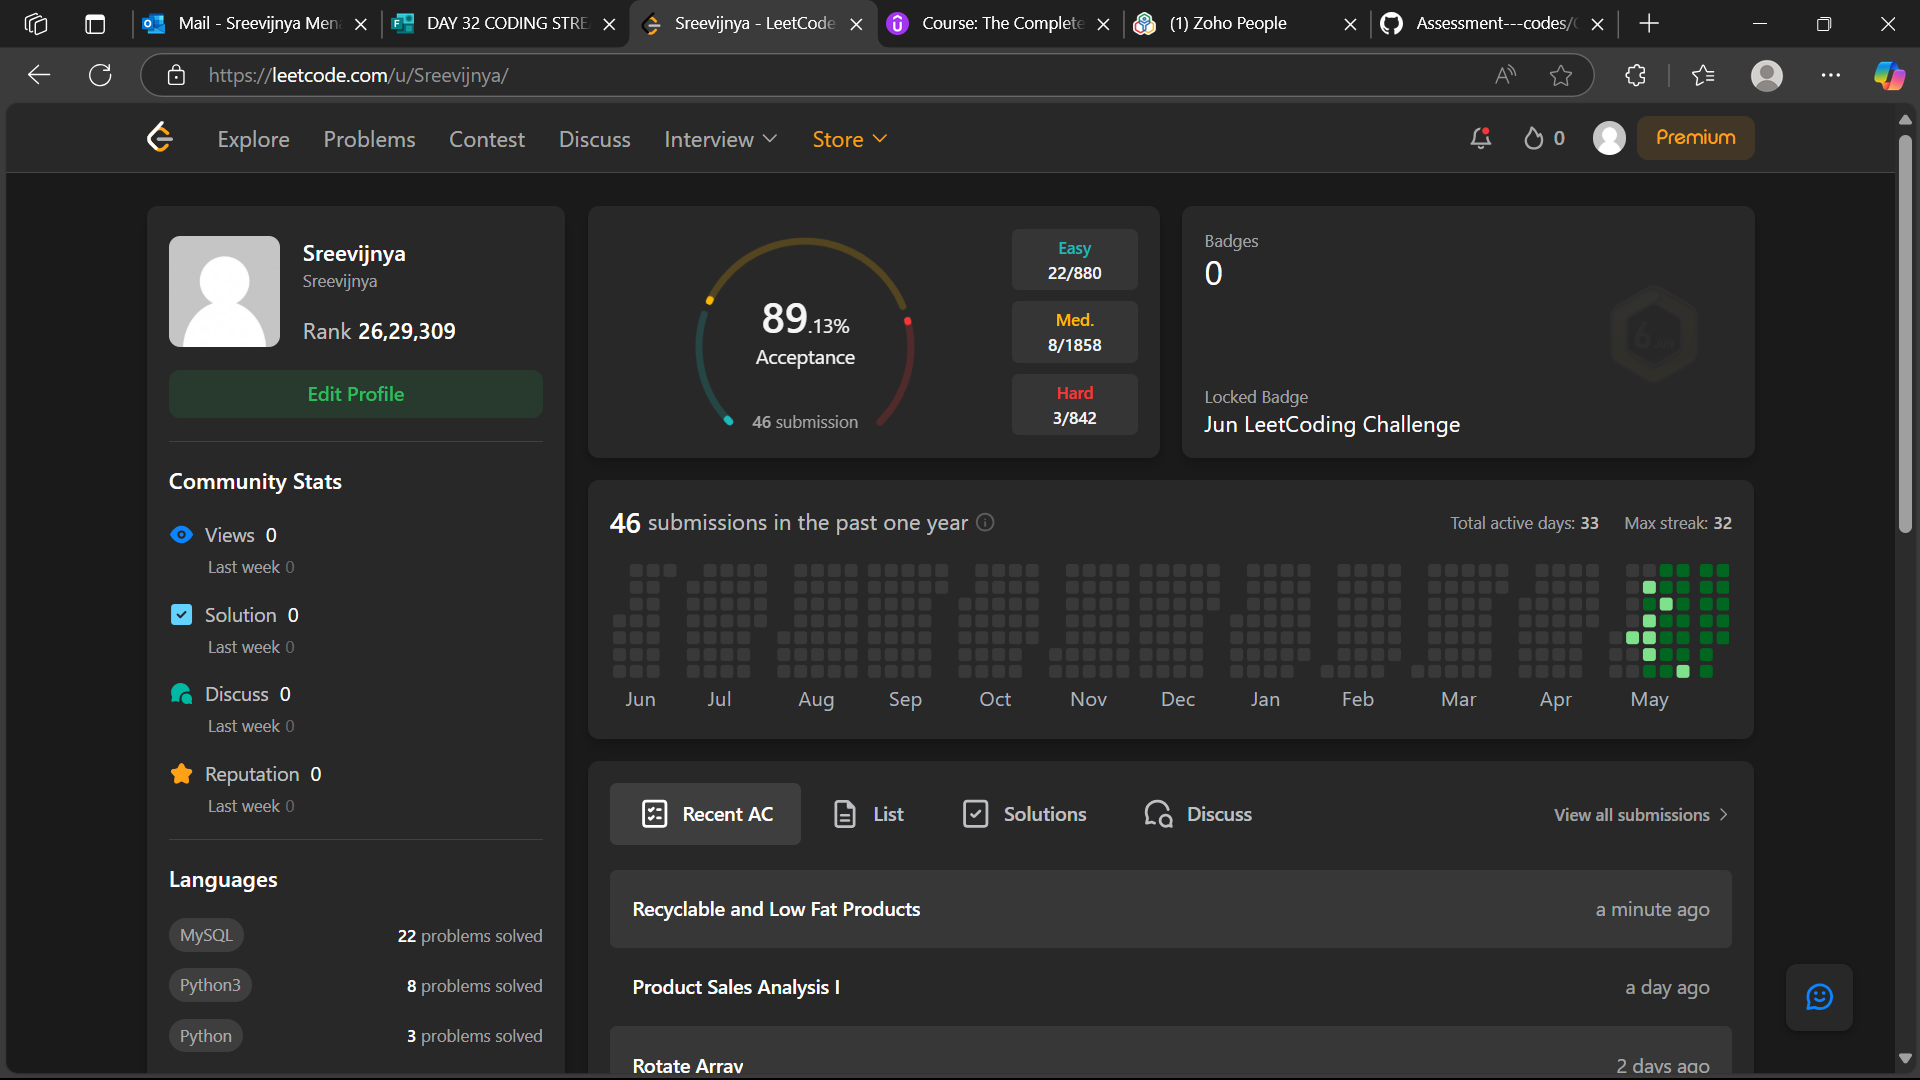 Mail - Sreevijnya Men
DAY 32 CODING STRE
Sreevijnya - LeetCode
Course: The Complete
(1) Zoho People
Assessment---codes/
https://leetcode.com/u/Sreevijnya/
Explore
Problems
Contest
Discuss
Interview
Store
0
Premium
Sreevijnya
Sreevijnya
Rank 26,29,309
Edit Profile
Community Stats
Views 0
Last week 0
Solution 0
Last week 0
Discuss 0
Last week 0
Reputation 0
Last week 0
Languages
MySQL
22 problems solved
Python3
8 problems solved
Python
3 problems solved
89.13%
Acceptance
46 submission
Easy
22/880
Med.
8/1858
Hard
3/842
Badges
0
Locked Badge
Jun LeetCoding Challenge
46 submissions in the past one year
Total active days: 33
Max streak: 32
Jun
Jul
Aug
Sep
Oct
Nov
Dec
Jan
Feb
Mar
Apr
May
Recent AC
List
Solutions
Discuss
View all submissions
Recyclable and Low Fat Products
a minute ago
Product Sales Analysis I
a day ago
Rotate Array
2 days ago